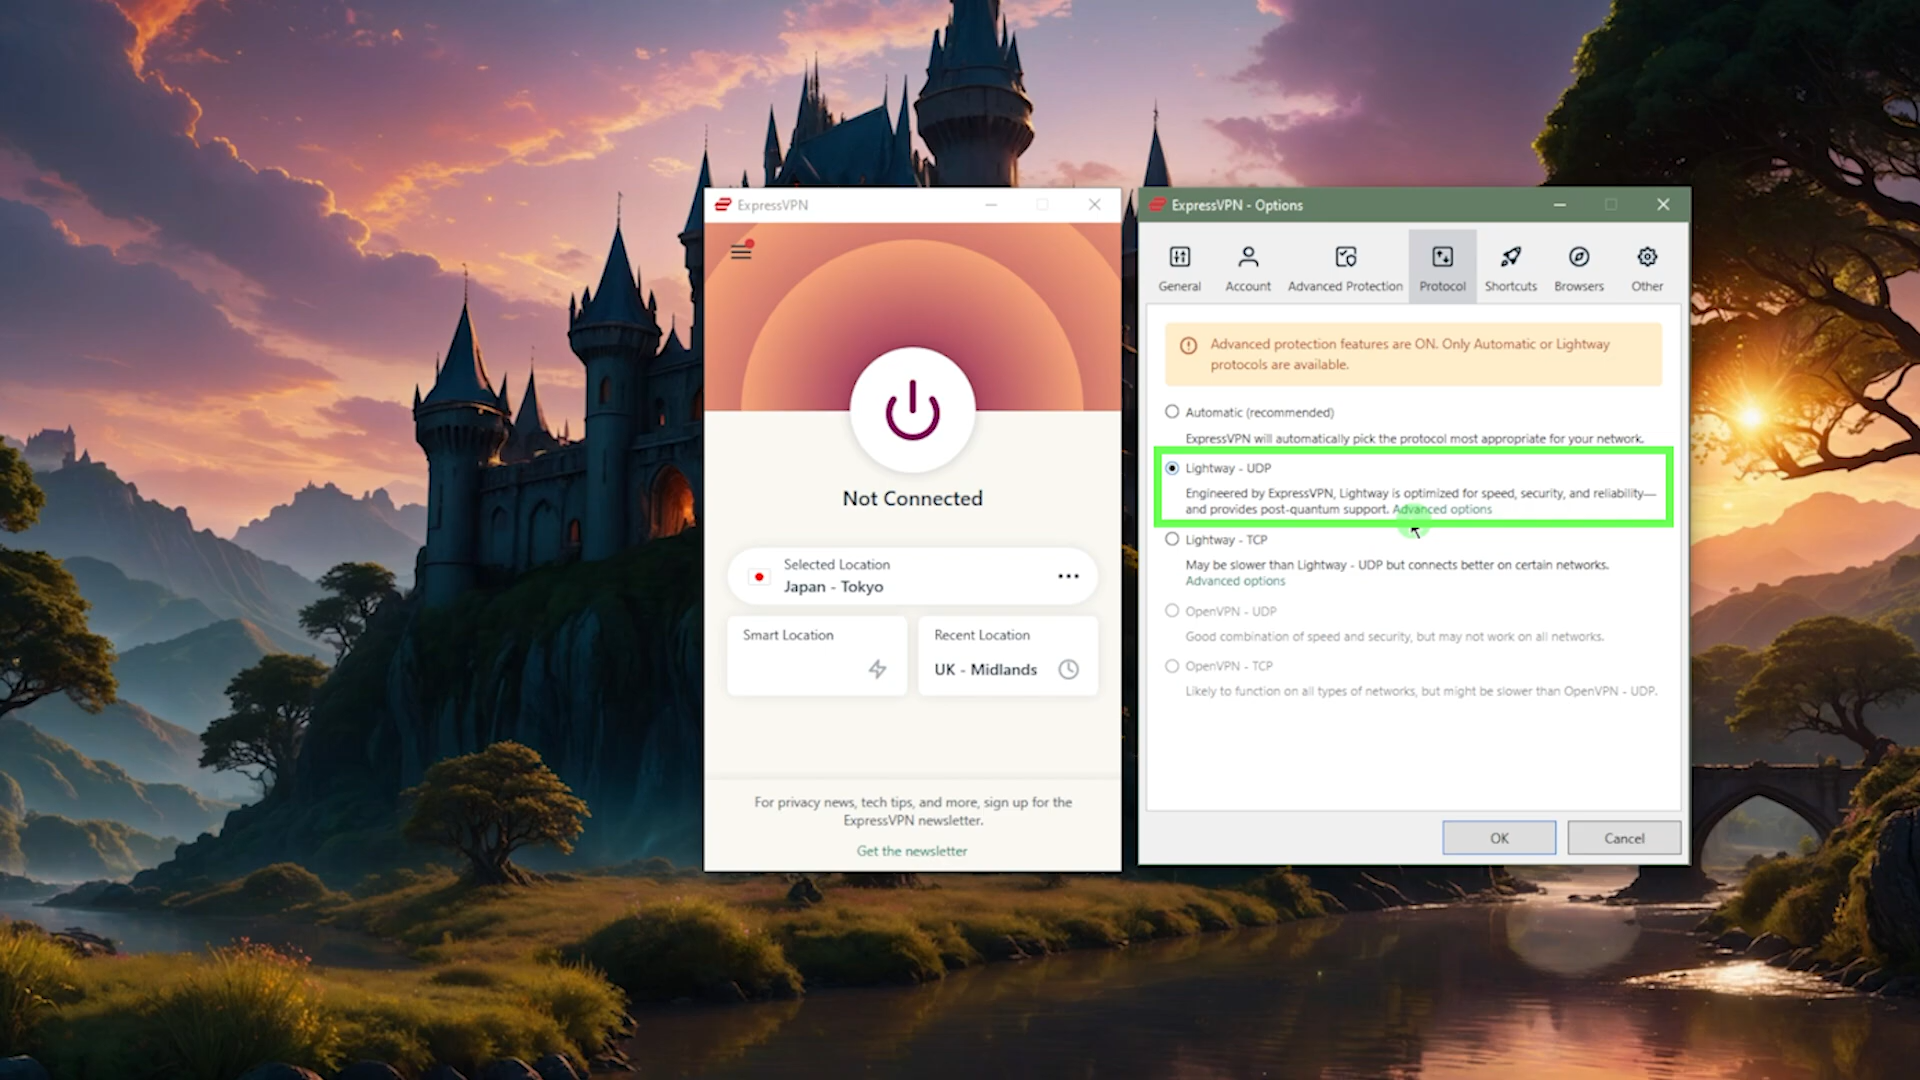 ExpressVPN
Not Connected
Selected Location
Japan - Tokyo
Smart Location
Recent Location
UK - Midlands
For privacy news, tech tips, and more, sign up for the
ExpressVPN newsletter.
Get the newsletter
ExpressVPN - Options
General
Account
Advanced Protection
Protocol
Shortcuts
Browsers
Other
Advanced protection features are ON. Only Automatic or Lightway
protocols are available.
Automatic (recommended)
ExpressVPN will automatically pick the protocol most appropriate for your network.
Lightway - UDP
Engineered by ExpressVPN, Lightway is optimized for speed, security, and reliability—
and provides post-quantum support. Advanced options
Lightway - TCP
May be slower than Lightway - UDP but connects better on certain networks.
Advanced options
OpenVPN - UDP
Good combination of speed and security, but may not work on all networks.
OpenVPN - TCP
Likely to function on all types of networks, but might be slower than OpenVPN - UDP.
OK
Cancel